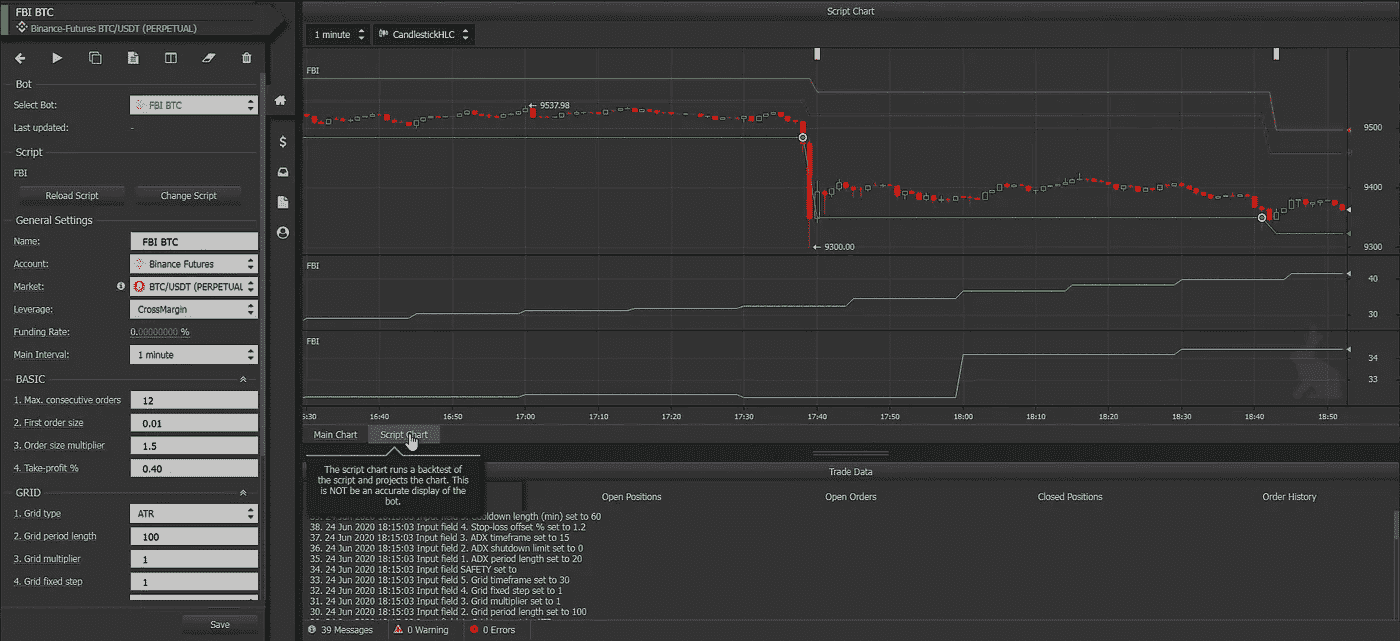 FBI BTC
Binance-Futures BTC/USDT (PERPETUAL)
Bot
Select Bot: FBI BTC
Last updated: -
Script
FBI
Reload Script Change Script
General Settings
Name: FBI BTC
Account: Binance Futures
Market: BTC/USDT (PERPETUAL
Leverage: CrossMargin
Funding Rate: 0.00000000 %
Main Interval: 1 minute
BASIC
1. Max. consecutive orders 12
2. First order size 0.01
3. Order size multiplier 1.5
4. Take-profit % 0.40
GRID
1. Grid type ATR
2. Grid period length 100
3. Grid multiplier 1
4. Grid fixed step 1
Save
Script Chart
1 minute CandlestickHLC
FBI
9537.98
9500
9400
9300
9300.00
FBI
40
30
FBI
34
33
:30 16:40 16:50 17:00 17:10 17:20 17:30 17:40 17:50 18:00 18:10 18:20 18:30 18:40 18:50
Main Chart Script Chart
The script chart runs a backtest of
the script and projects the chart. This
is NOT be an accurate display of the
bot.
Trade Data
Open Positions Open Orders Closed Positions Order History
cooldown length (min) set to 60
38. 24 Jun 2020 18:15:03 Input field 4. Stop-loss offset % set to 1.2
37. 24 Jun 2020 18:15:03 Input field 3. ADX timeframe set to 15
36. 24 Jun 2020 18:15:03 Input field 2. ADX shutdown limit set to 0
35. 24 Jun 2020 18:15:03 Input field 1. ADX period length set to 20
34. 24 Jun 2020 18:15:03 Input field SAFETY set to
33. 24 Jun 2020 18:15:03 Input field 5. Grid timeframe set to 30
32. 24 Jun 2020 18:15:03 Input field 4. Grid fixed step set to 1
31. 24 Jun 2020 18:15:03 Input field 3. Grid multiplier set to 1
30. 24 Jun 2020 18:15:03 Input field 2. Grid period length set to 100
39 Messages 0 Warning 0 Errors